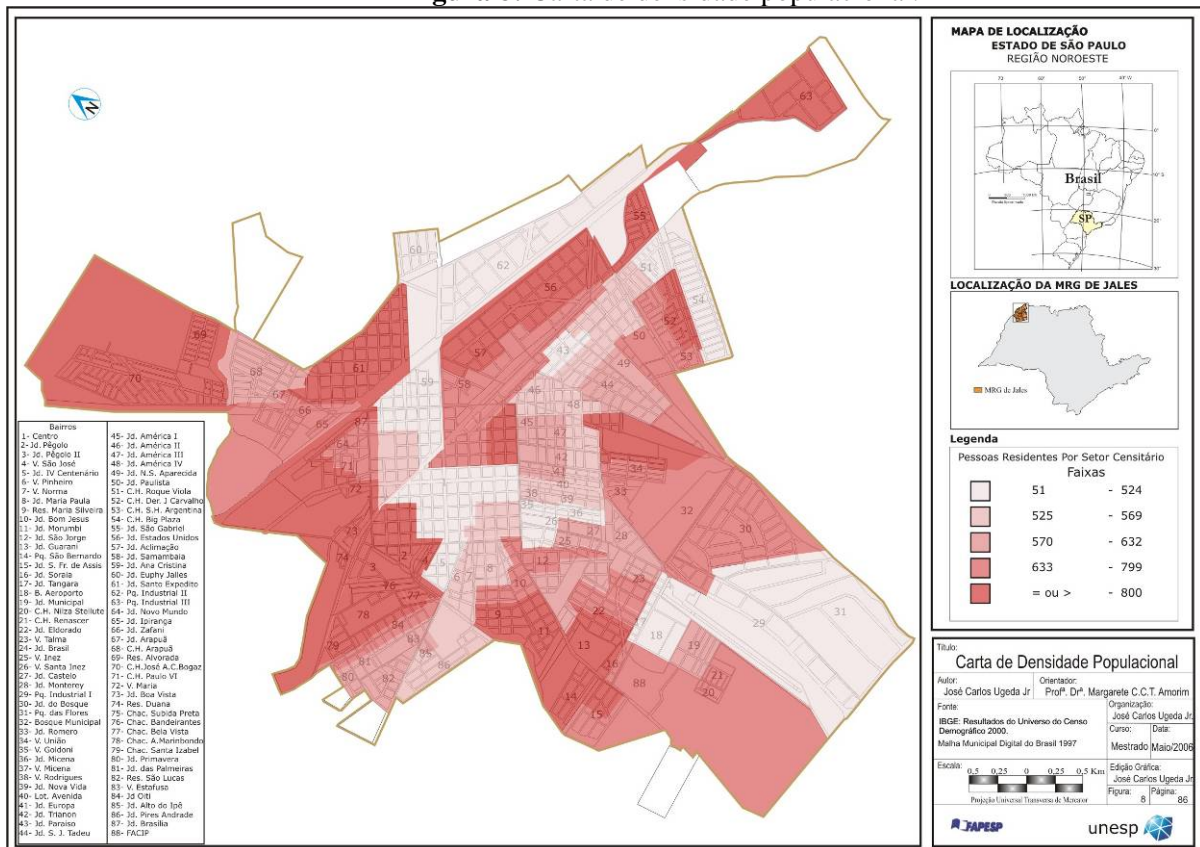 MAPA DE LOCALIZAÇÃO
ESTADO DE SÃO PAULO
REGIÃO NOROESTE
Brasil
SP
LOCALIZAÇÃO DA MRG DE JALES
MRG de Jales
Legenda
Pessoas Residentes Por Setor Censitário
Faixas
51 - 524
525 - 569
570 - 632
633 - 799
= ou > - 800
Título:
Carta de Densidade Populacional
Autor:
José Carlos Ugeda Jr
Orientador:
Profª. Drª. Margarete C.C.T. Amorim
Fonte:
IBGE: Resultados do Universo do Censo
Demográfico 2000.
Malha Municipal Digital do Brasil 1997
Organização:
José Carlos Ugeda Jr.
Curso:
Mestrado
Data:
Maio/2006
Escala:
0,5 0,25 0 0,25 0,5 Km
Projeção Universal Transversa de Mercator
Edição Gráfica:
José Carlos Ugeda Jr
Figura:
8
Página:
86
FAPESP
unesp
N
Bairros
1- Centro
2- Jd. Pêgolo
3- Jd. Pêgolo II
4- V. São José
5- Jd. IV Centenário
6- V. Pinheiro
7- V. Norma
8- Jd. Maria Paula
9- Res. Maria Silveira
10- Jd. Bom Jesus
11- Jd. Morumbi
12- Jd. São Jorge
13- Jd. Guarani
14- Pq. São Bernardo
15- Jd. S. Fr. de Assis
16- Jd. Soraia
17- Jd. Tangara
18- B. Aeroporto
19- Jd. Municipal
20- C.H. Nilza Stellute
21- C.H. Renascer
22- Jd. Eldorado
23- V. Talma
24- Jd. Brasil
25- V. Inez
26- V. Santa Inez
27- Jd. Castelo
28- Jd. Monterey
29- Pq. Industrial I
30- Jd. do Bosque
31- Pq. das Flores
32- Bosque Municipal
33- Jd. Romero
34- V. União
35- V. Goldoni
36- Jd. Micena
37- V. Micena
38- V. Rodrigues
39- Jd. Nova Vida
40- Lot. Avenida
41- Jd. Europa
42- Jd. Trianon
43- Jd. Paraiso
44- Jd. S. J. Tadeu
45- Jd. América I
46- Jd. América II
47- Jd. América III
48- Jd. América IV
49- Jd. N.S. Aparecida
50- Jd. Paulista
51- C.H. Roque Viola
52- C.H. Der. J Carvalho
53- C.H. S.H. Argentina
54- C.H. Big Plaza
55- Jd. São Gabriel
56- Jd. Estados Unidos
57- Jd. Aclimação
58- Jd. Samambaia
59- Jd. Ana Cristina
60- Jd. Euphy Jalles
61- Jd. Santo Expedito
62- Pq. Industrial II
63- Pq. Industrial III
64- Jd. Novo Mundo
65- Jd. Ipirança
66- Jd. Zafani
67- Jd. Arapuã
68- C.H. Arapuã
69- Res. Alvorada
70- C.H.José A.C.Bogaz
71- C.H. Paulo VI
72- V. Maria
73- Jd. Boa Vista
74- Res. Duana
75- Chac. Subida Preta
76- Chac. Bandeirantes
77- Chac. Bela Vista
78- Chac. A.Marinbondo
79- Chac. Santa Izabel
80- Jd. Primavera
81- Jd. das Palmeiras
82- Res. São Lucas
83- V. Estafusa
84- Jd Oiti
85- Jd. Alto do Ipê
86- Jd. Pires Andrade
87- Jd. Brasilia
88- FACIP